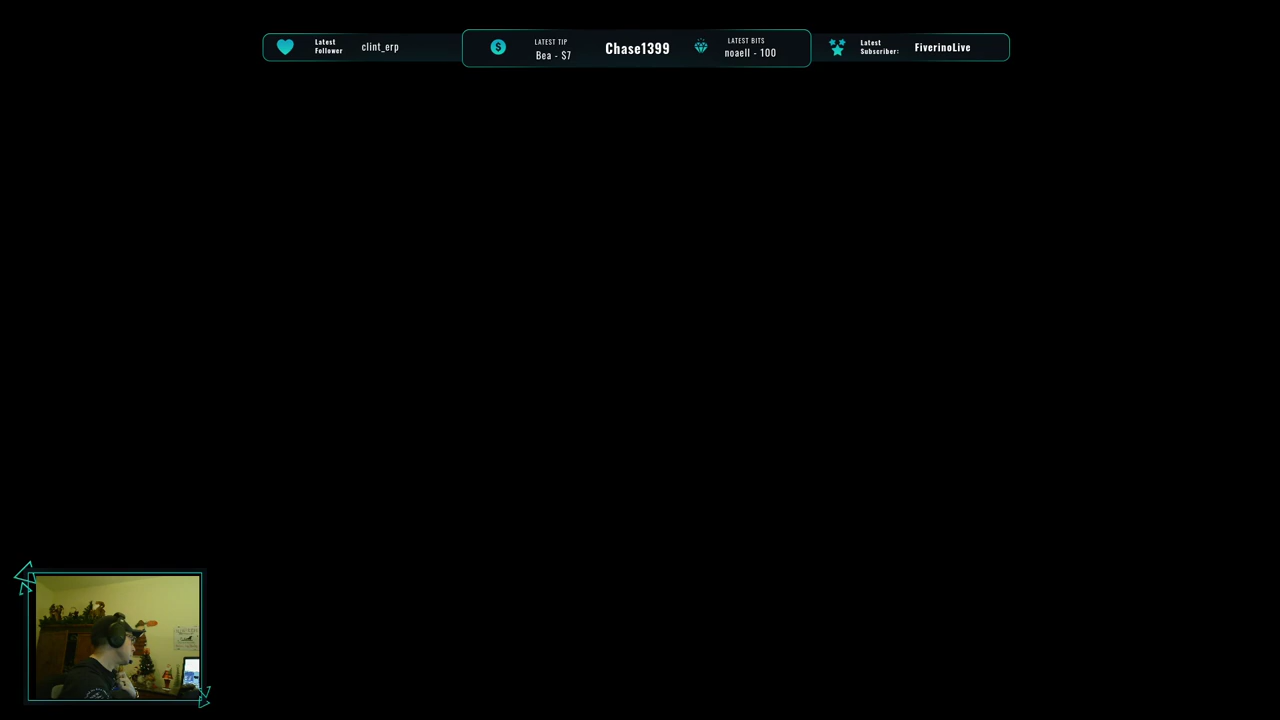 Latest
Follower
clint_erp
LATEST TIP
Bea - $7
Chase1399
LATEST BITS
noaell - 100
Latest
Subscriber:
FiverinoLive